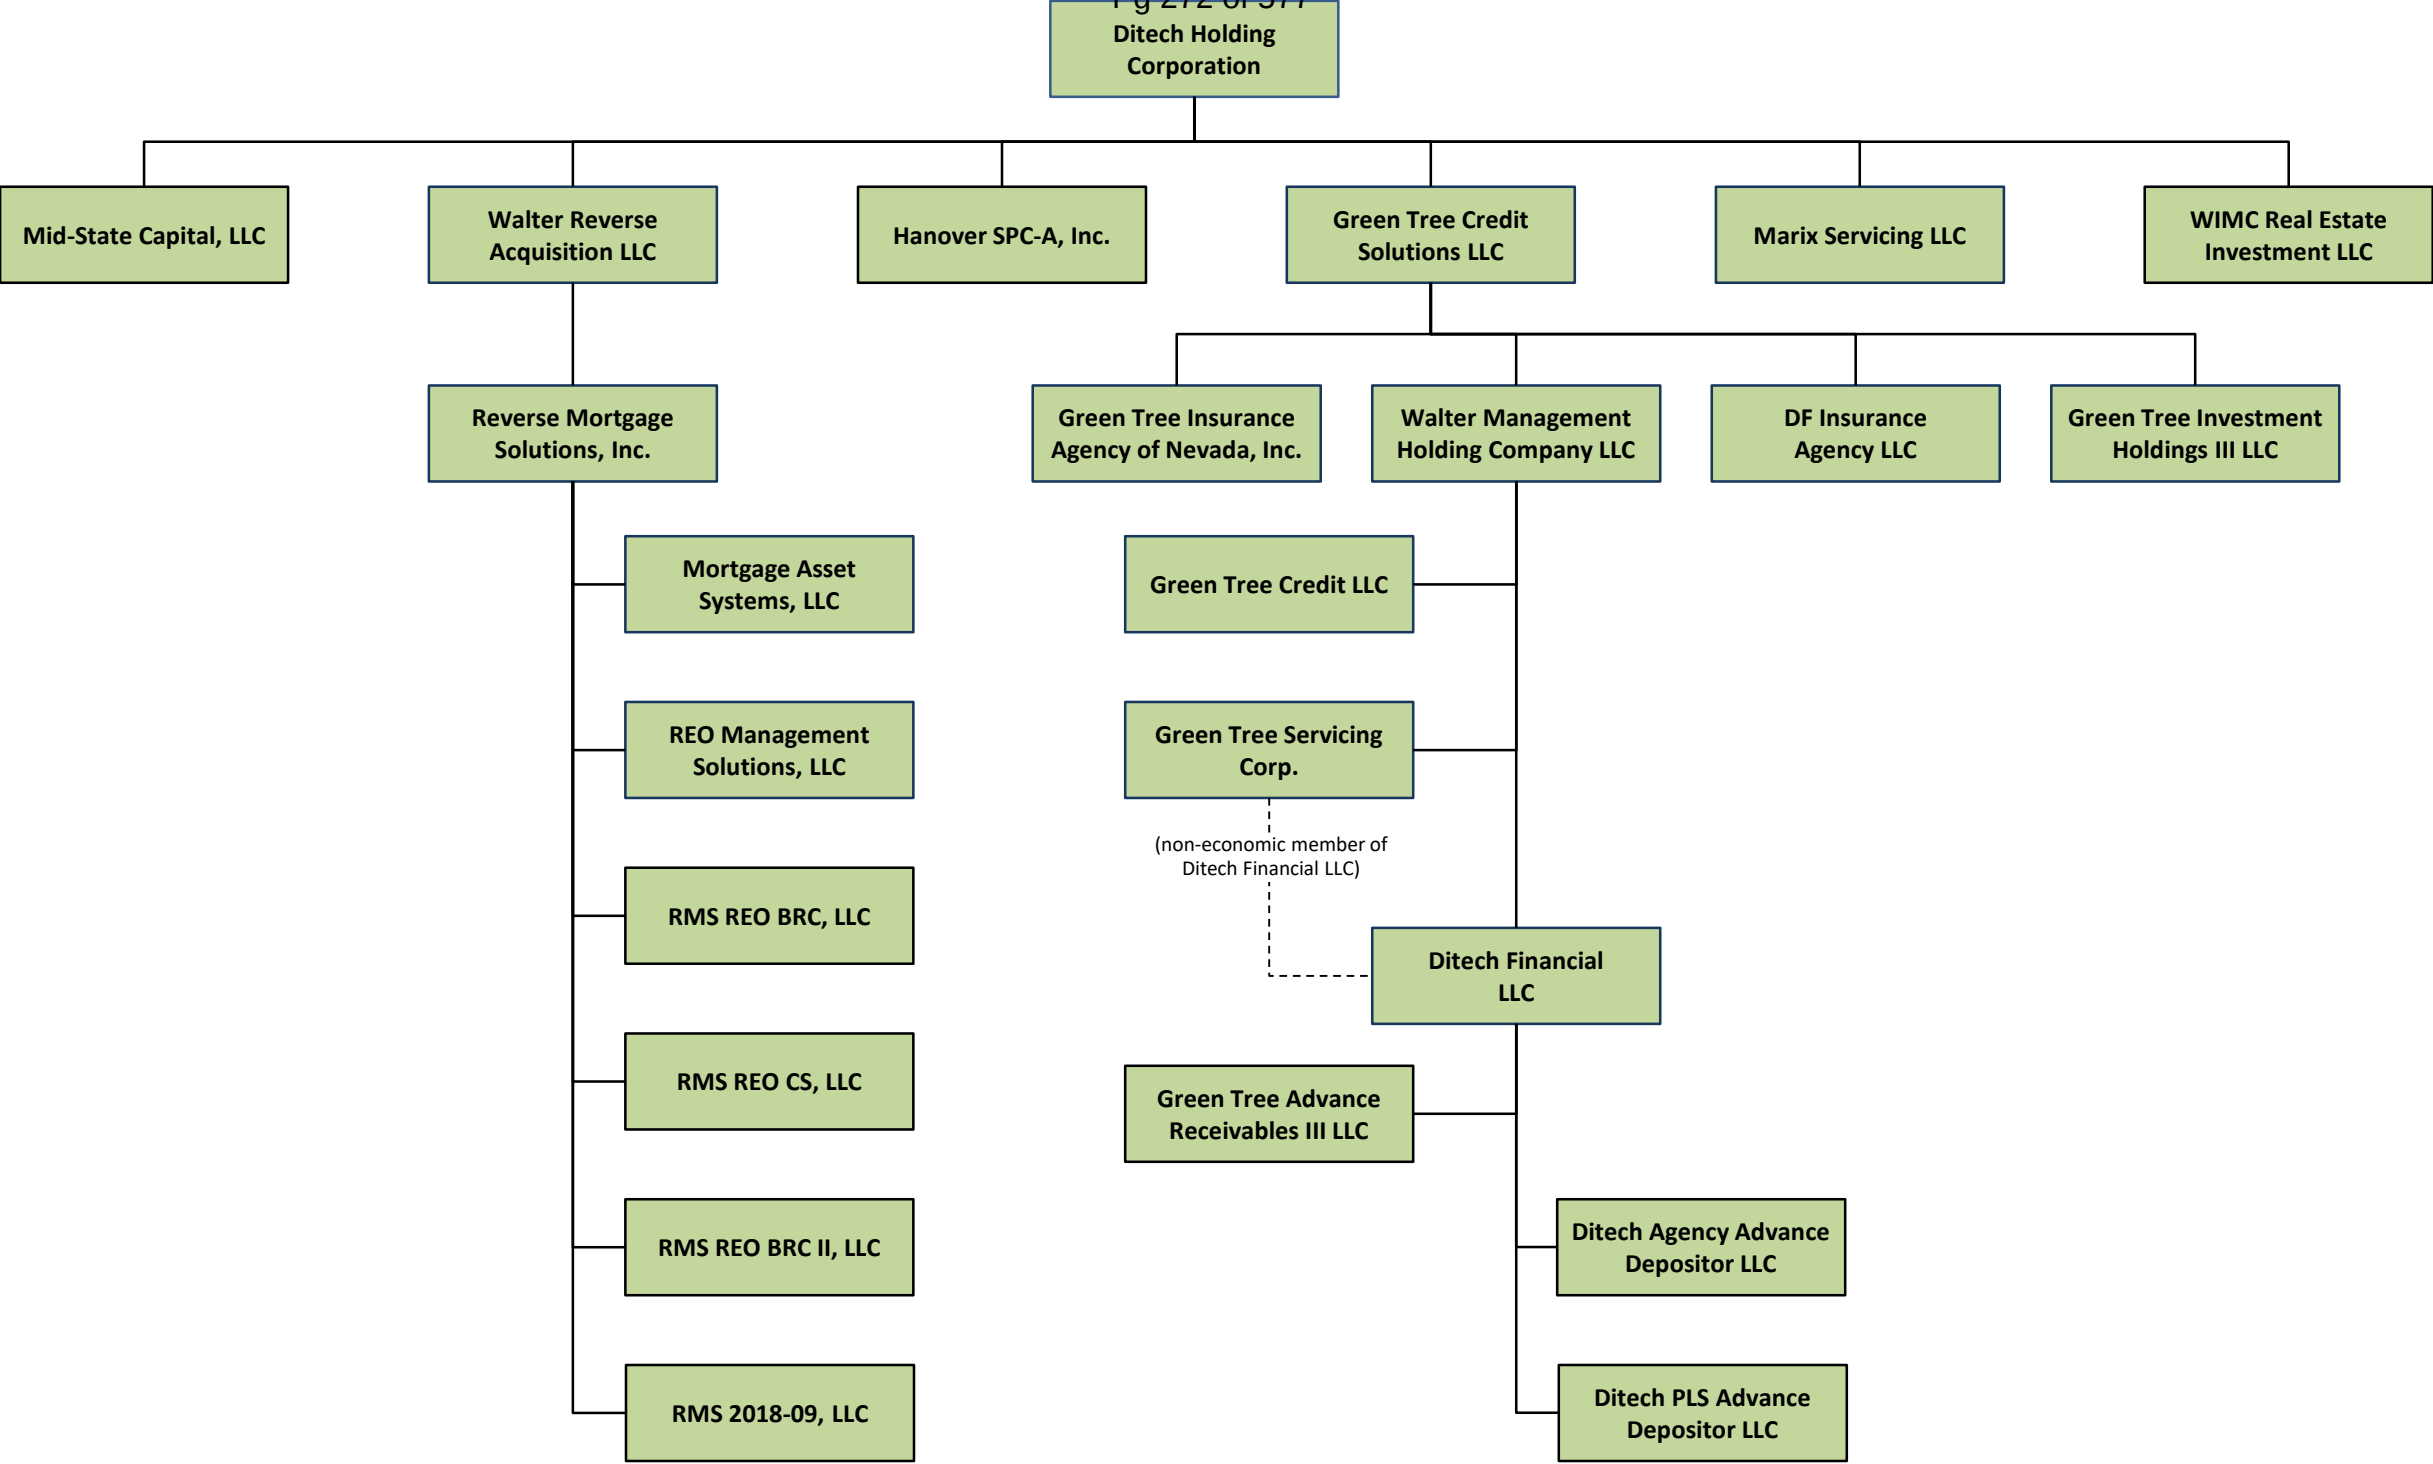 Pg 272 of 577
Ditech Holding
Corporation
Mid-State Capital, LLC
Walter Reverse
Acquisition LLC
Hanover SPC-A, Inc.
Green Tree Credit
Solutions LLC
Marix Servicing LLC
WIMC Real Estate
Investment LLC
Reverse Mortgage
Solutions, Inc.
Green Tree Insurance
Agency of Nevada, Inc.
Walter Management
Holding Company LLC
DF Insurance
Agency LLC
Green Tree Investment
Holdings III LLC
Mortgage Asset
Systems, LLC
Green Tree Credit LLC
REO Management
Solutions, LLC
Green Tree Servicing
Corp.
(non-economic member of
Ditech Financial LLC)
RMS REO BRC, LLC
Ditech Financial
LLC
RMS REO CS, LLC
Green Tree Advance
Receivables III LLC
RMS REO BRC II, LLC
Ditech Agency Advance
Depositor LLC
RMS 2018-09, LLC
Ditech PLS Advance
Depositor LLC